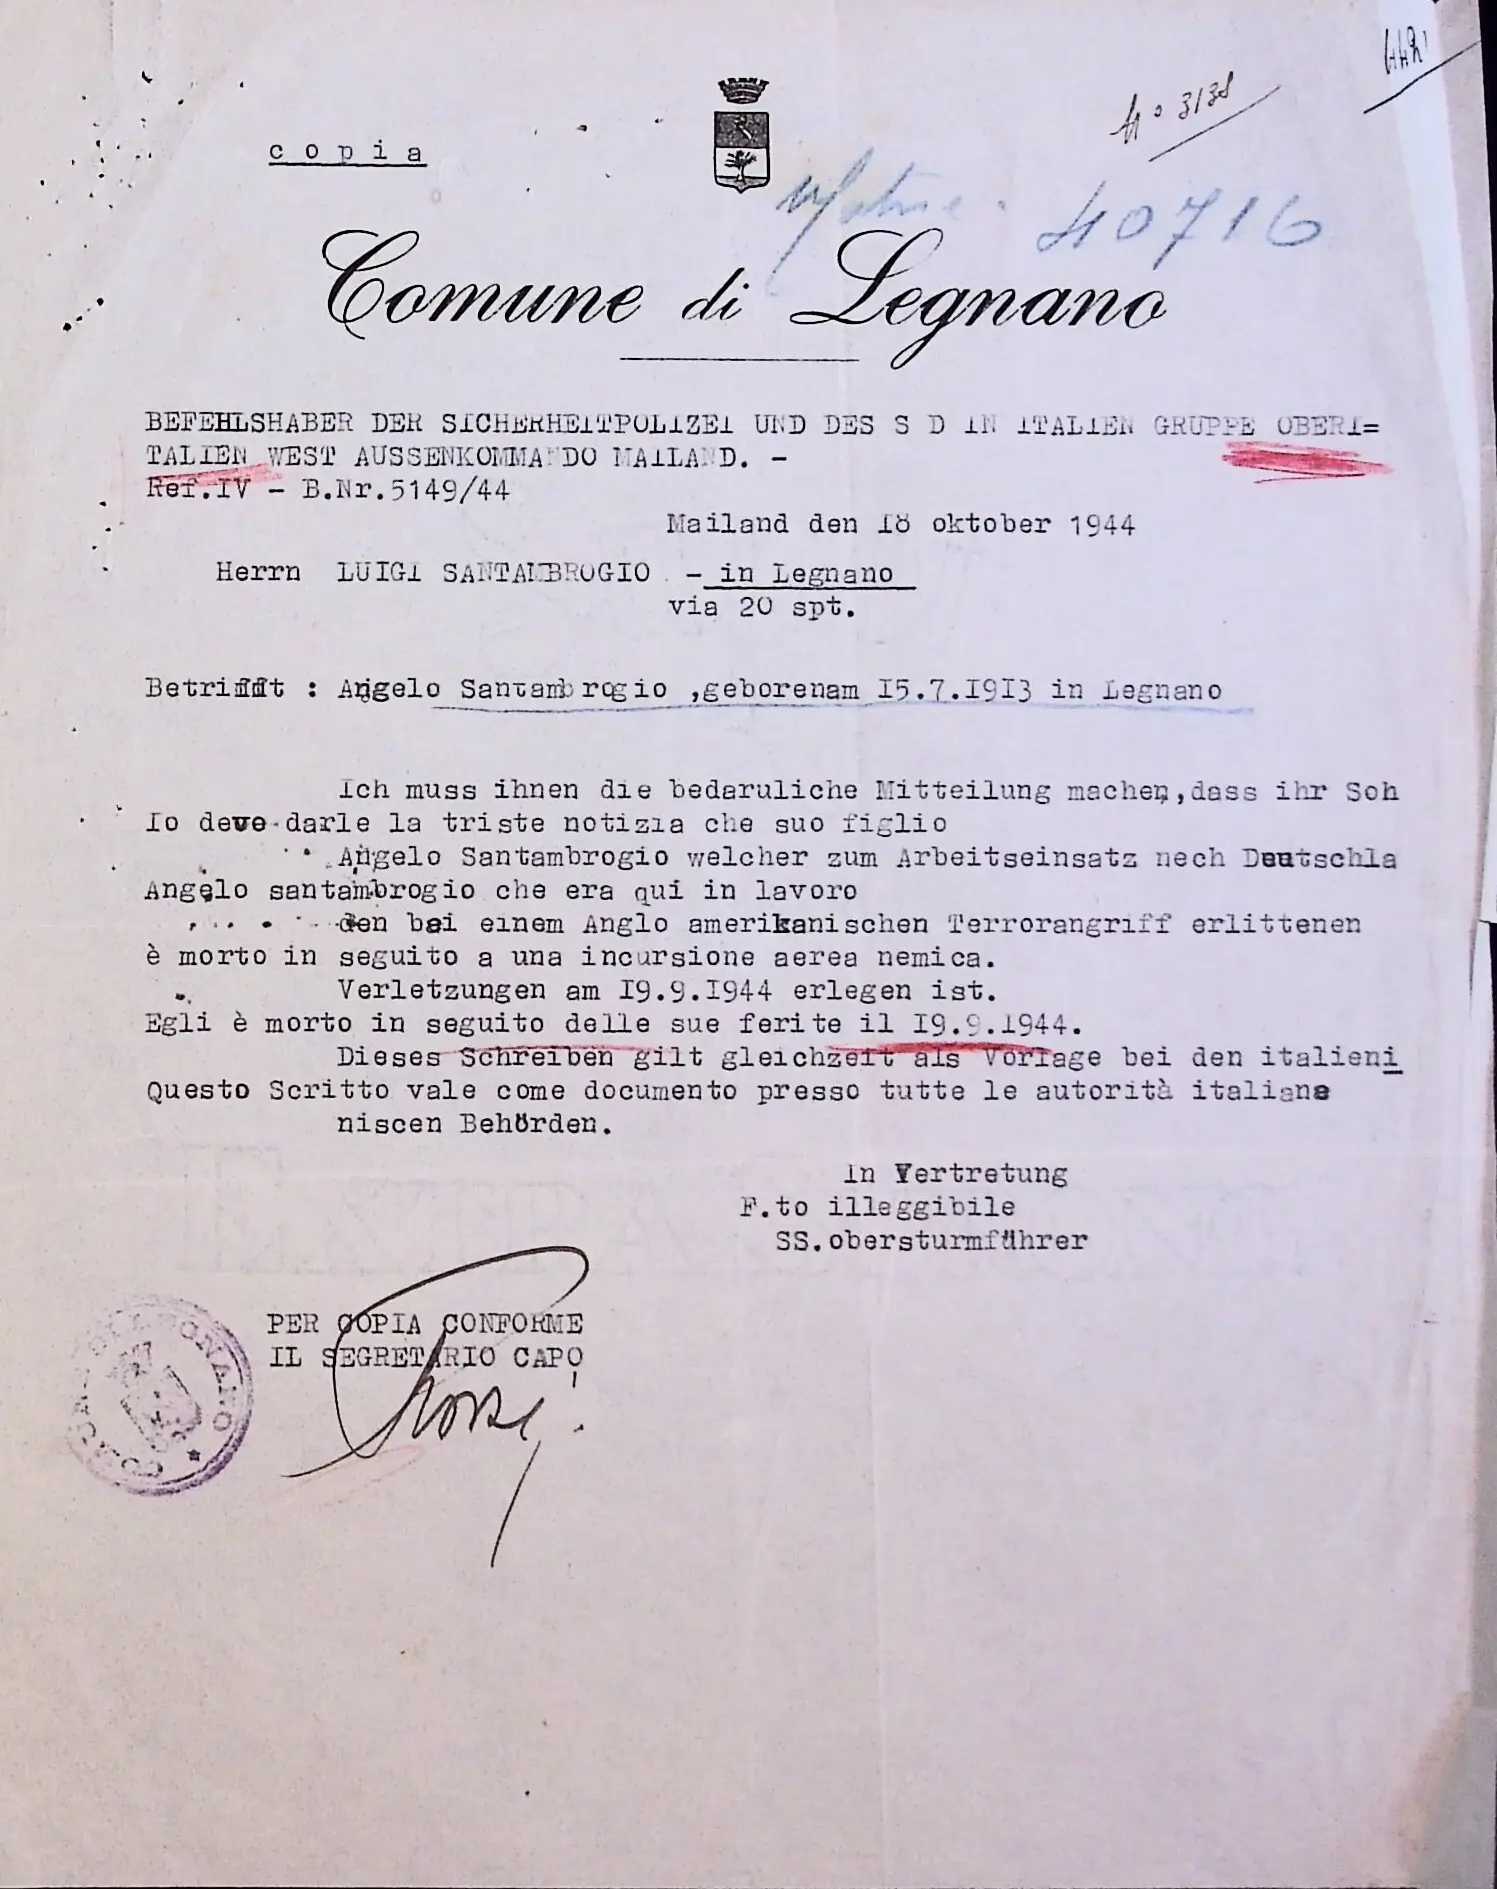 copia
N° 3138
40716
Comune di Legnano
BEFEHLSHABER DER SICHERHEITPOLIZEI UND DES S D IN ITALIEN GRUPPE OBERI=
TALIEN WEST AUSSENKOMMANDO MAILAND. -
Ref.IV - B.Nr.5149/44
Mailand den 18 oktober 1944
Herrn LUIGI SANTAMBROGIO - in Legnano
via 20 spt.
Betrifft : Angelo Santambrogio ,geborenam 15.7.1913 in Legnano
Ich muss ihnen die bedaruliche Mitteilung machen,dass ihr Soh
Io deve darle la triste notizia che suo figlio
Angelo Santambrogio welcher zum Arbeitseinsatz nech Deutschla
Angelo santambrogio che era qui in lavoro
den bei einem Anglo amerikanischen Terrorangriff erlittenen
è morto in seguito a una incursione aerea nemica.
Verletzungen am 19.9.1944 erlegen ist.
Egli è morto in seguito delle sue ferite il 19.9.1944.
Dieses Schreiben gilt gleichzeit als Vorlage bei den italieni
Questo Scritto vale come documento presso tutte le autorità italiane
niscen Behörden.
In Vertretung
F.to illeggibile
SS.obersturmführer
PER COPIA CONFORME
IL SEGRETARIO CAPO